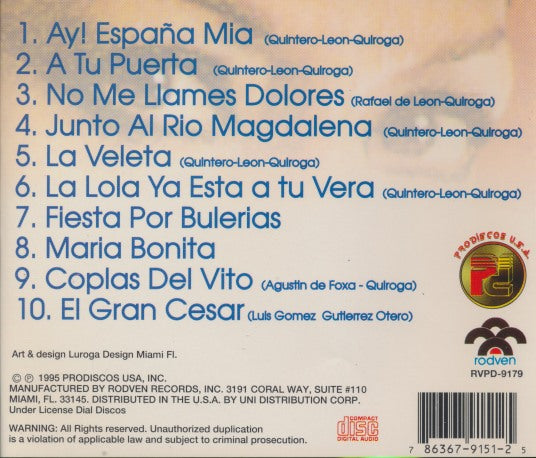 1. Ay! España Mia (Quintero-Leon-Quiroga)
2. A Tu Puerta (Quintero-Leon-Quiroga)
3. No Me Llames Dolores (Rafael de Leon-Quiroga)
4. Junto Al Rio Magdalena (Quintero-Leon-Quiroga)
5. La Veleta (Quintero-Leon-Quiroga)
6. La Lola Ya Esta a tu Vera (Quintero-Leon-Quiroga)
7. Fiesta Por Bulerias
8. Maria Bonita
9. Coplas Del Vito (Agustin de Foxa - Quiroga)
10. El Gran Cesar (Luis Gomez Gutierrez Otero)
PRODISCOS U.S.A.
Pd
rodven
RVPD-9179
Art & design Luroga Design Miami Fl.
© ℗ 1995 PRODISCOS USA, INC.
MANUFACTURED BY RODVEN RECORDS, INC. 3191 CORAL WAY, SUITE #110
MIAMI, FL. 33145. DISTRIBUTED IN THE U.S.A. BY UNI DISTRIBUTION CORP.
Under License Dial Discos
WARNING: All Rights reserved. Unauthorized duplication
is a violation of applicable law and subject to criminal prosecution.
COMPACT
disc
DIGITAL AUDIO
7 86367-9151-2 5